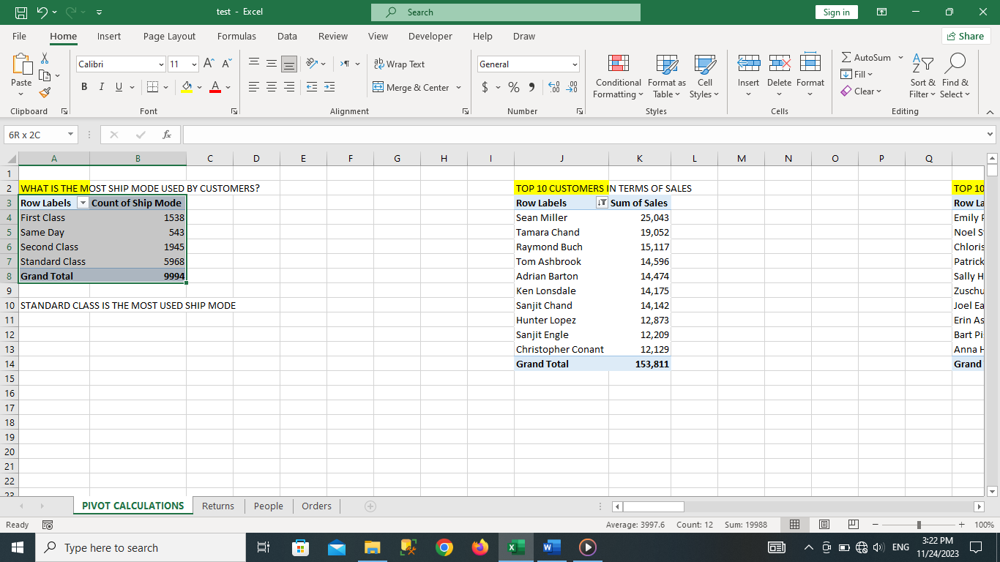 test - Excel
Search
Sign in
File Home Insert Page Layout Formulas Data Review View Developer Help Draw
Share
Paste
Clipboard
Calibri 11
B I U
Font
Wrap Text
Merge & Center
Alignment
General
$ %
Number
Conditional Formatting
Format as Table
Cell Styles
Styles
Insert Delete Format
Cells
AutoSum
Fill
Clear
Sort & Filter
Find & Select
Editing
6R x 2C
fx
A B C D E F G H I J K L M N O P Q
1
2 WHAT IS THE MOST SHIP MODE USED BY CUSTOMERS? TOP 10 CUSTOMERS IN TERMS OF SALES TOP 10
3 Row Labels Count of Ship Mode Row Labels Sum of Sales Row La
4 First Class 1538 Sean Miller 25,043 Emily
5 Same Day 543 Tamara Chand 19,052 Noel S
6 Second Class 1945 Raymond Buch 15,117 Chloris
7 Standard Class 5968 Tom Ashbrook 14,596 Patrick
8 Grand Total 9994 Adrian Barton 14,474 Sally H
9 Ken Lonsdale 14,175 Zuschu
10 STANDARD CLASS IS THE MOST USED SHIP MODE Sanjit Chand 14,142 Joel Ea
11 Hunter Lopez 12,873 Erin As
12 Sanjit Engle 12,209 Bart Pi
13 Christopher Conant 12,129 Anna H
14 Grand Total 153,811 Grand
15
16
17
18
19
20
21
22
23
PIVOT CALCULATIONS Returns People Orders
Ready
Average: 3997.6 Count: 12 Sum: 19988
100%
Type here to search
ENG
3:22 PM
11/24/2023